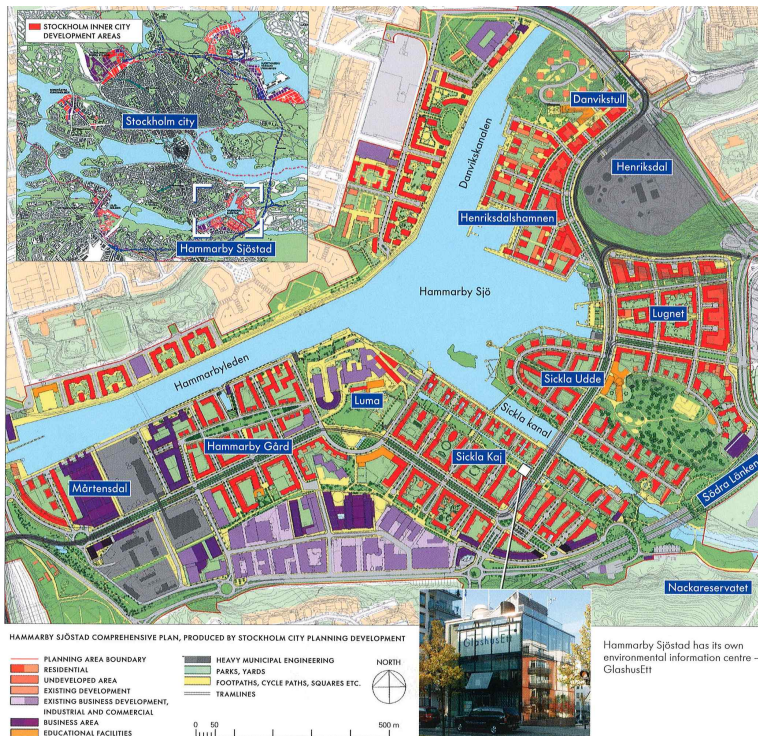 STOCKHOLM INNER CITY
DEVELOPMENT AREAS
Stockholm city
Hammarby Sjöstad
Danvikstull
Danvikskanalen
Henriksdal
Henriksdalshamnen
Hammarby Sjö
Lugnet
Hammarbyleden
Sickla Udde
Luma
Sickla kanal
Hammarby Gård
Sickla Kaj
Mårtensdal
Södra Länken
Nackareservatet
HAMMARBY SJÖSTAD COMPREHENSIVE PLAN, PRODUCED BY STOCKHOLM CITY PLANNING DEVELOPMENT
PLANNING AREA BOUNDARY
RESIDENTIAL
UNDEVELOPED AREA
EXISTING DEVELOPMENT
EXISTING BUSINESS DEVELOPMENT,
INDUSTRIAL AND COMMERCIAL
BUSINESS AREA
EDUCATIONAL FACILITIES
HEAVY MUNICIPAL ENGINEERING
PARKS, YARDS
FOOTPATHS, CYCLE PATHS, SQUARES ETC.
TRAMLINES
NORTH
0 50 500 m
GlashusEtt
Hammarby Sjöstad has its own
environmental information centre –
GlashusEtt